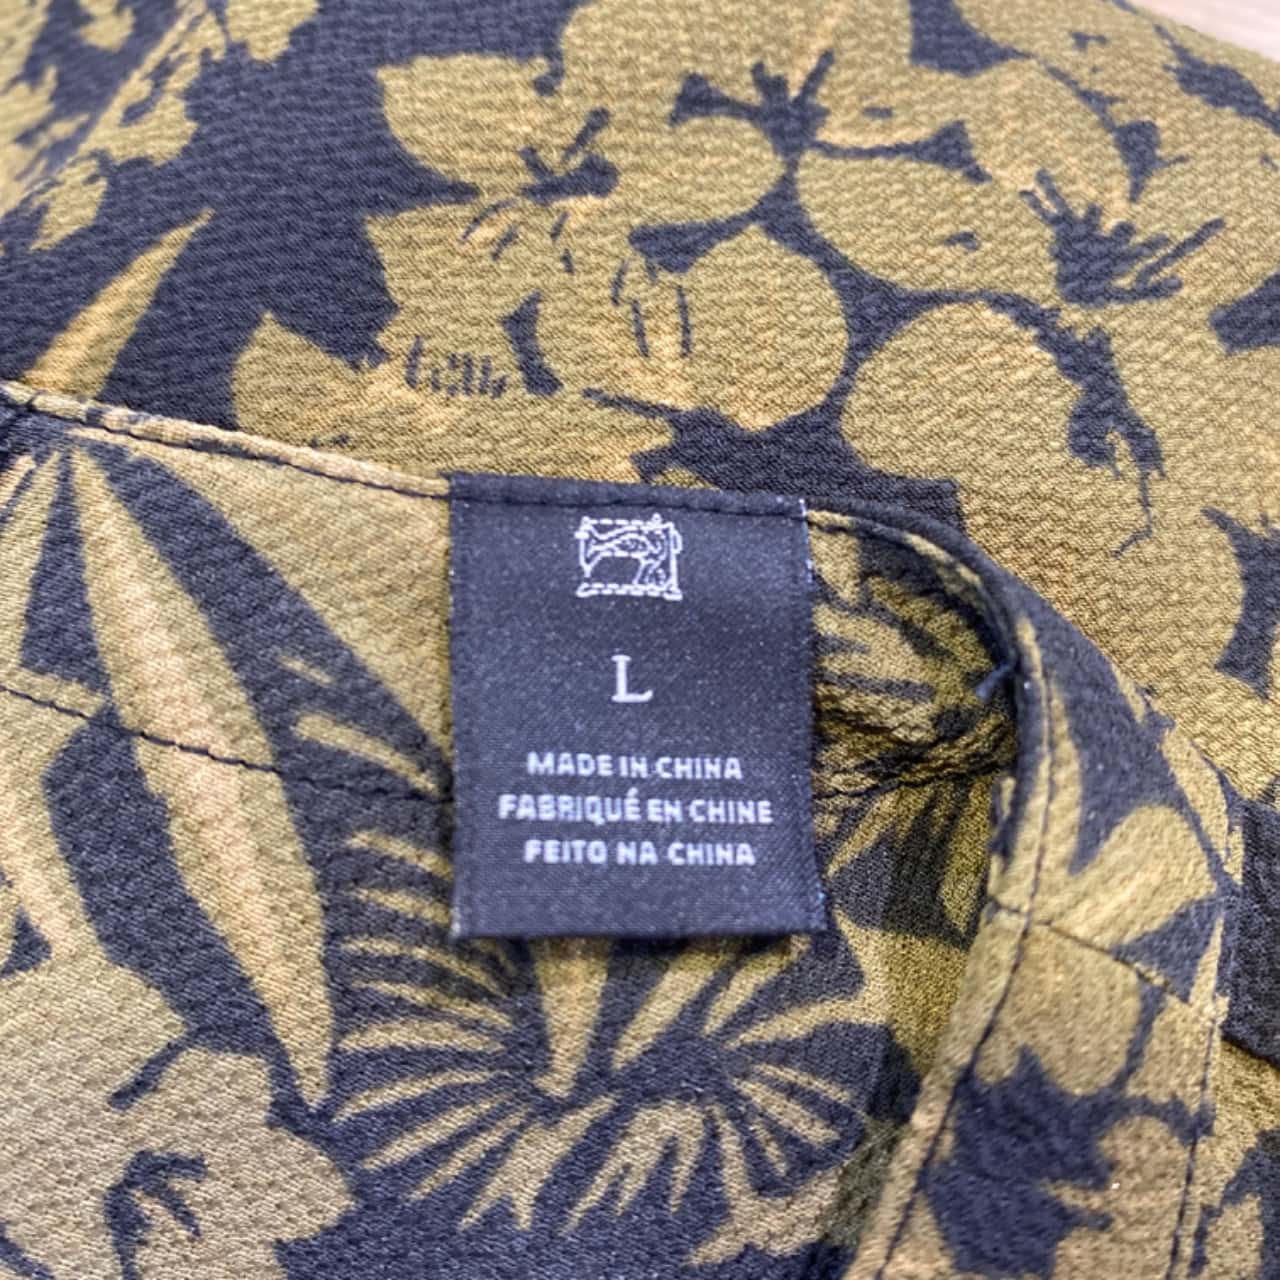 L
MADE IN CHINA
FABRIQUÉ EN CHINE
FEITO NA CHINA